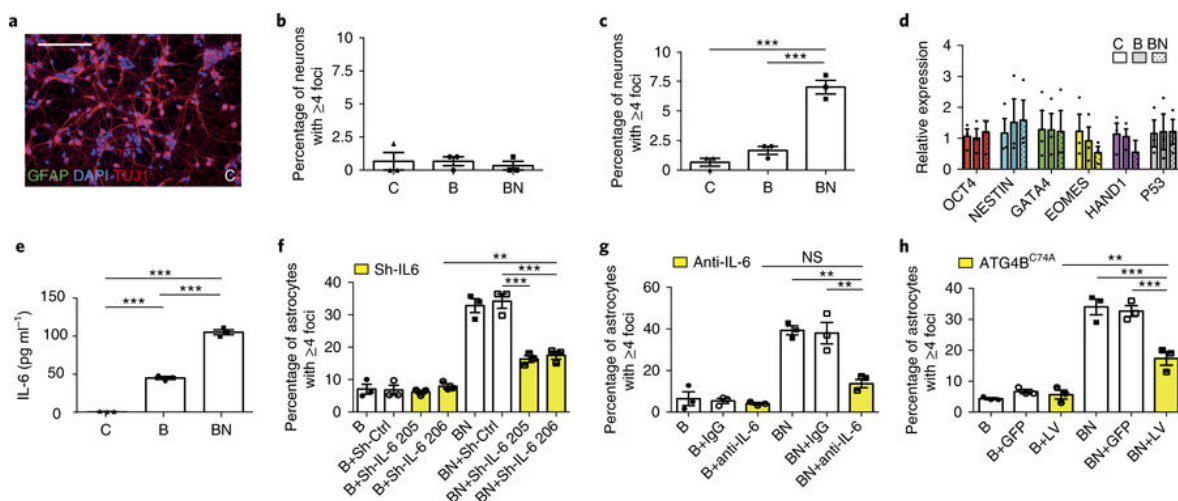 a
GFAP DAPI-TUJ1
C
b
Percentage of neurons
with ≥4 foci
10
8
6
4
2
0
C B BN
c
Percentage of neurons
with ≥4 foci
10.0
7.5
5.0
2.5
0
***
***
C B BN
d
Relative expression
4
3
2
1
0
C B BN
OCT4
NESTIN
GATA4
EOMES
HAND1
P53
e
IL-6 (pg ml⁻¹)
150
100
50
0
***
***
***
C B BN
f
Sh-IL6
Percentage of astrocytes
with ≥4 foci
40
30
20
10
0
**
***
***
B
B+Sh-Ctrl
B+Sh-IL-6 205
B+Sh-IL-6 206
BN
BN+Sh-Ctrl
BN+Sh-IL-6 205
BN+Sh-IL-6 206
g
Anti-IL-6
Percentage of astrocytes
with ≥4 foci
60
40
20
0
NS
**
**
B
B+IgG
B+anti-IL-6
BN
BN+IgG
BN+anti-IL-6
h
ATG4B^C74A
Percentage of astrocytes
with ≥4 foci
40
30
20
10
0
**
***
***
B
B+GFP
B+LV
BN
BN+GFP
BN+LV